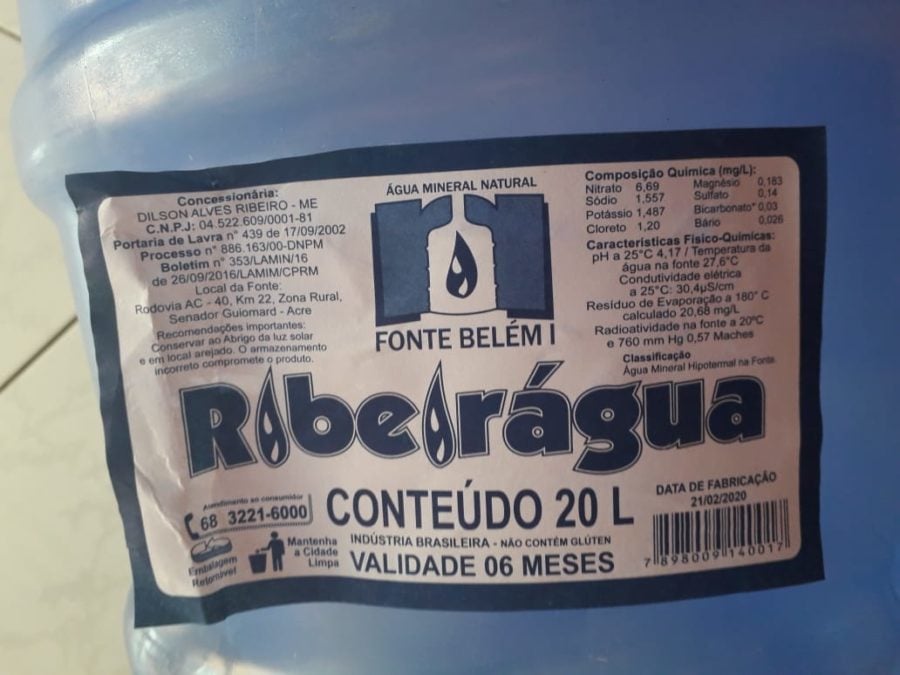 Concessionária:
DILSON ALVES RIBEIRO - ME
C.N.P.J: 04.522.609/0001-81
Portaria de Lavra n° 439 de 17/09/2002
Processo n° 886.163/00-DNPM
Boletim n° 353/LAMIN/16
de 26/09/2016/LAMIM/CPRM
Local da Fonte:
Rodovia AC - 40, Km 22, Zona Rural,
Senador Guiomard - Acre
Recomendações importantes:
Conservar ao Abrigo da luz solar
e em local arejado. O armazenamento
incorreto compromete o produto.
ÁGUA MINERAL NATURAL
FONTE BELÉM I
Composição Química (mg/L):
Nitrato 6,69 Magnésio 0,183
Sódio 1,557 Sulfato 0,14
Potássio 1,487 Bicarbonato* 0,03
Cloreto 1,20 Bário 0,026
Características Físico-Químicas:
pH a 25°C 4,17 / Temperatura da
água na fonte 27,6°C
Condutividade elétrica
a 25°C: 30,4µS/cm
Resíduo de Evaporação a 180° C
calculado 20,68 mg/L
Radioatividade na fonte a 20ºC
e 760 mm Hg 0,57 Maches
Classificação
Água Mineral Hipotermal na Fonte
Ribeirágua
Atendimento ao consumidor
68 3221-6000
Embalagem
Retornível
Mantenha
a Cidade
Limpa
CONTEÚDO 20 L
INDÚSTRIA BRASILEIRA - NÃO CONTÉM GLÚTEN
VALIDADE 06 MESES
DATA DE FABRICAÇÃO
21/02/2020
7 898009 140017